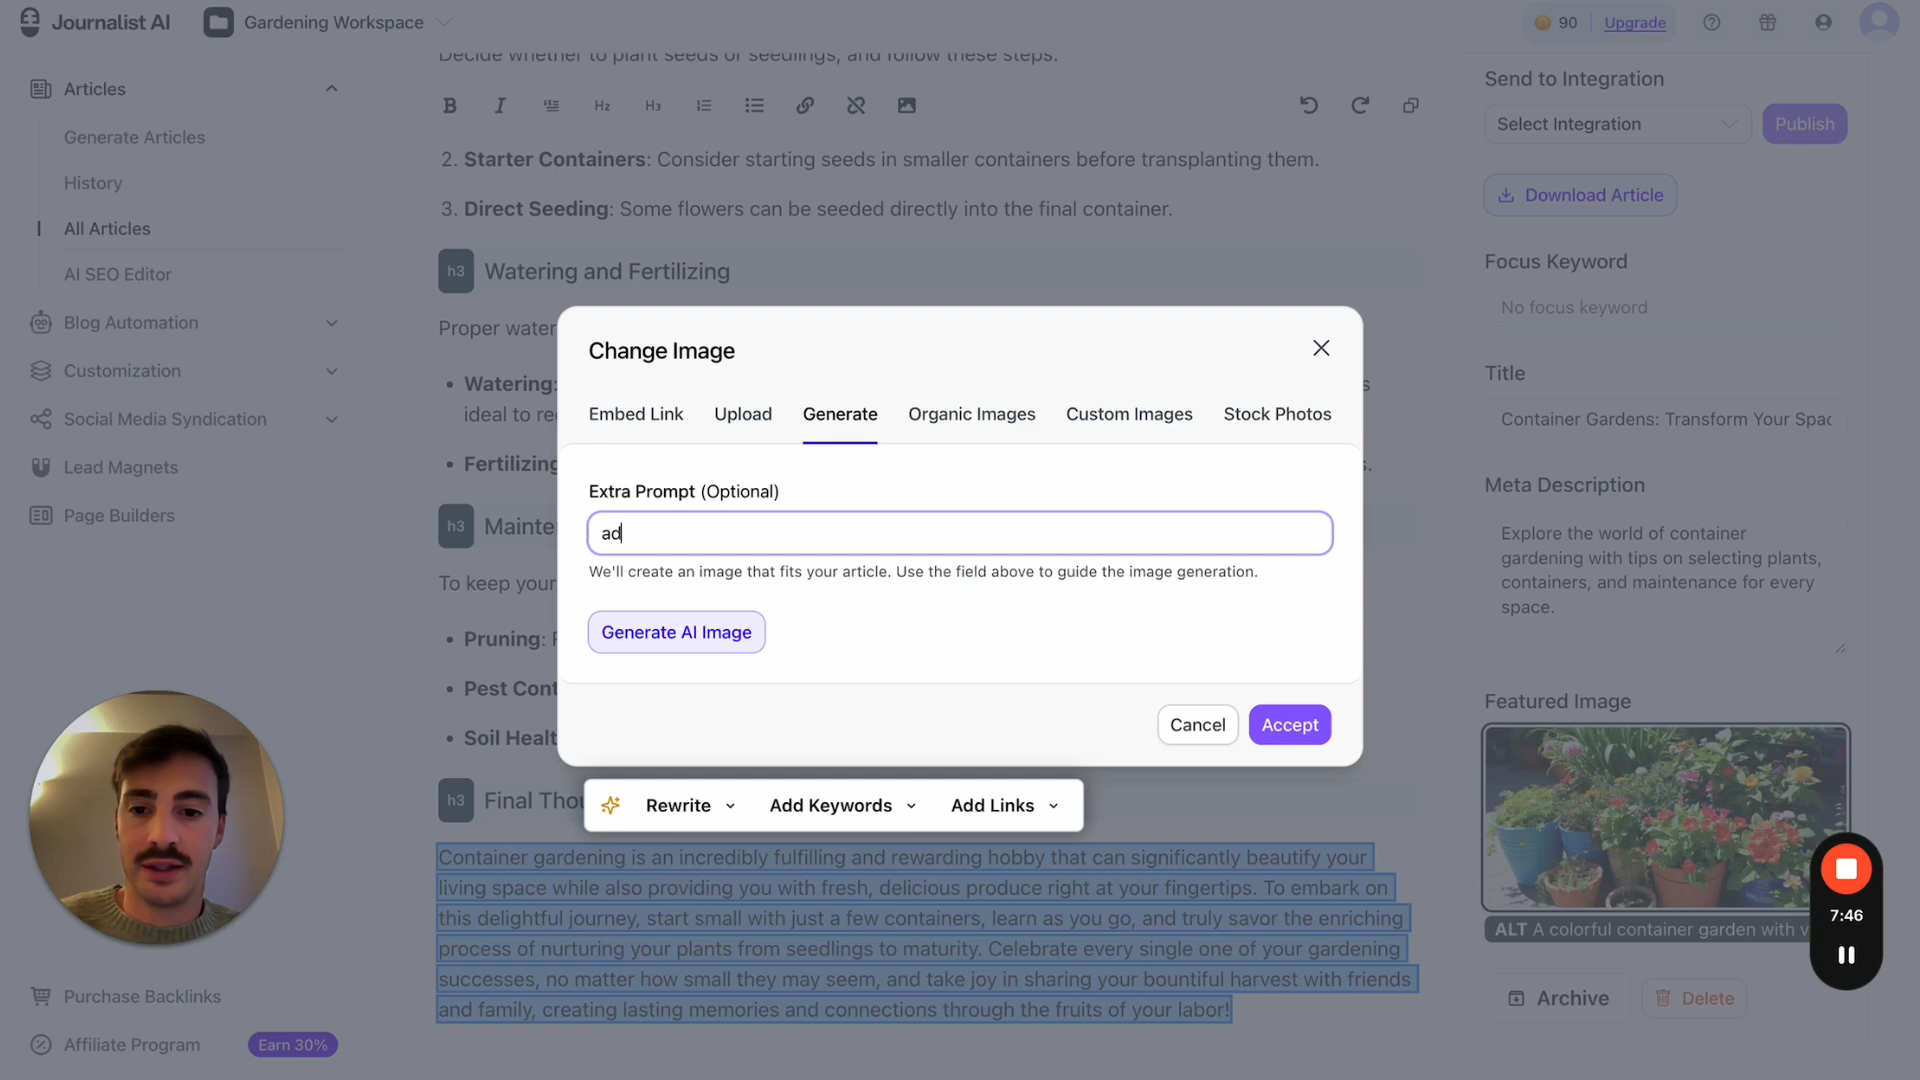 Journalist AI
Gardening Workspace
90
Upgrade
Articles
Generate Articles
History
All Articles
AI SEO Editor
Blog Automation
Customization
Social Media Syndication
Lead Magnets
Page Builders
Purchase Backlinks
Affiliate Program
Earn 30%
Decide whether to plant seeds or seedlings, and follow these steps.
B I H2 H3
2. Starter Containers: Consider starting seeds in smaller containers before transplanting them.
3. Direct Seeding: Some flowers can be seeded directly into the final container.
h3 Watering and Fertilizing
Proper water
• Watering:
ideal to re
• Fertilizing
h3 Mainte
To keep your
• Pruning:
• Pest Cont
• Soil Healt
h3 Final Thou
Change Image
Embed Link
Upload
Generate
Organic Images
Custom Images
Stock Photos
Extra Prompt (Optional)
ad
We'll create an image that fits your article. Use the field above to guide the image generation.
Generate AI Image
Cancel
Accept
Rewrite
Add Keywords
Add Links
Container gardening is an incredibly fulfilling and rewarding hobby that can significantly beautify your
living space while also providing you with fresh, delicious produce right at your fingertips. To embark on
this delightful journey, start small with just a few containers, learn as you go, and truly savor the enriching
process of nurturing your plants from seedlings to maturity. Celebrate every single one of your gardening
successes, no matter how small they may seem, and take joy in sharing your bountiful harvest with friends
and family, creating lasting memories and connections through the fruits of your labor!
Send to Integration
Select Integration
Publish
Download Article
Focus Keyword
No focus keyword
Title
Container Gardens: Transform Your Spac
Meta Description
Explore the world of container
gardening with tips on selecting plants,
containers, and maintenance for every
space.
Featured Image
ALT A colorful container garden with v
Archive
Delete
7:46